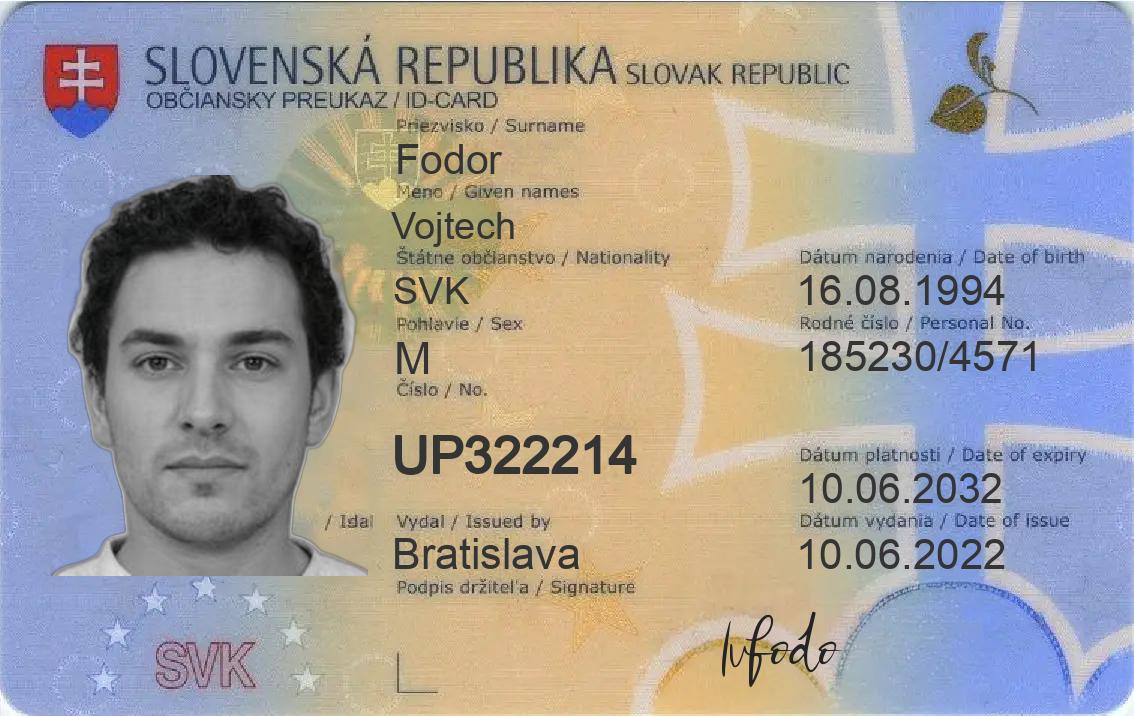 SLOVENSKÁ REPUBLIKA SLOVAK REPUBLIC
OBČIANSKY PREUKAZ / ID-CARD
Priezvisko / Surname
Fodor
Meno / Given names
Vojtech
Štátne občianstvo / Nationality
SVK
Dátum narodenia / Date of birth
16.08.1994
Pohlavie / Sex
M
Rodné číslo / Personal No.
185230/4571
Číslo / No.
UP322214
Dátum platnosti / Date of expiry
10.06.2032
/ Idal Vydal / Issued by
Bratislava
Dátum vydania / Date of issue
10.06.2022
Podpis držiteľa / Signature
SVK